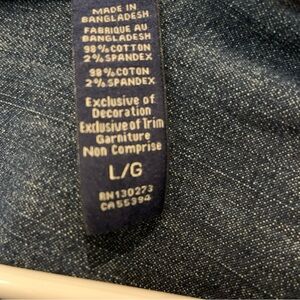 MADE IN
BANGLADESH
FABRIQUE AU
BANGLADESH
98%COTTON
2%SPANDEX
98%COTON
2%SPANDEX
Exclusive of
Decoration
Exclusive of Trim
Garniture
Non Comprise
L/G
RN130273
CA55394